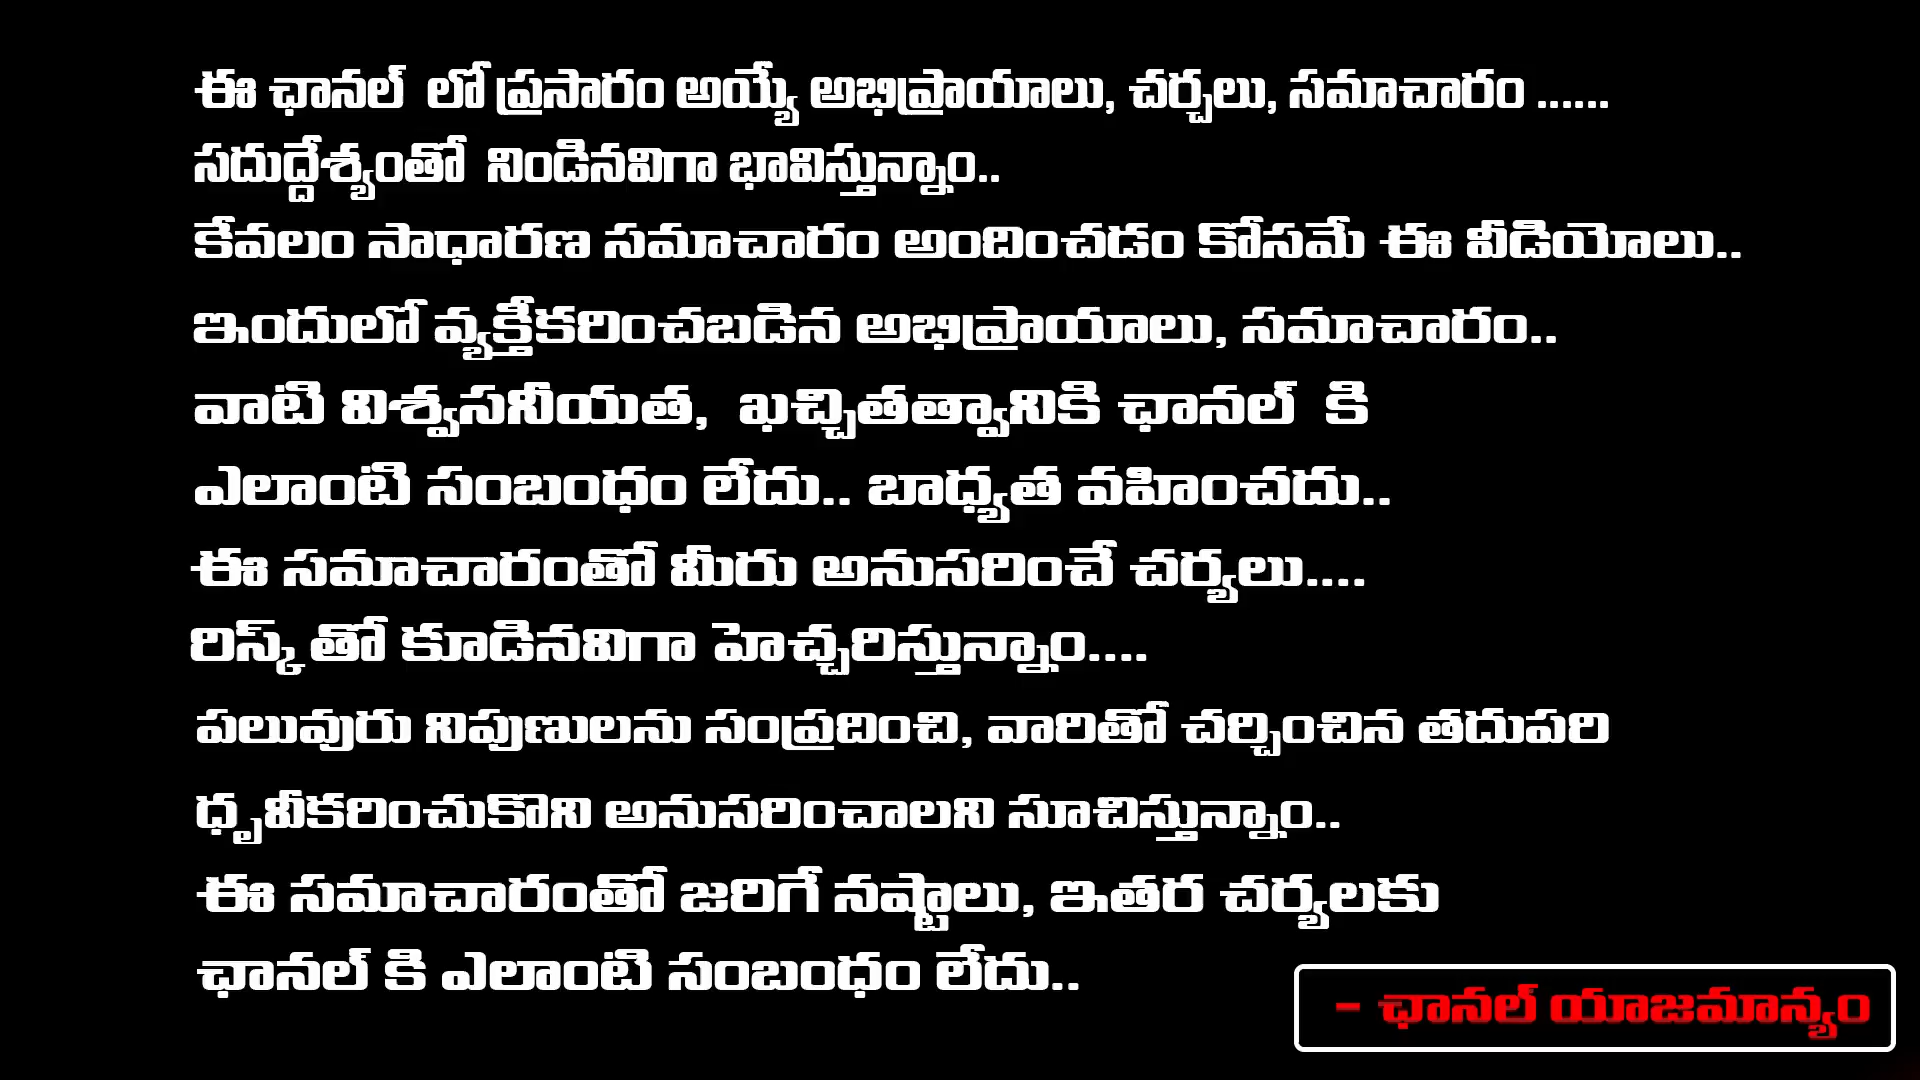 ఈ ఛానల్ లో ప్రసారం అయ్యే అభిప్రాయాలు, చర్చలు, సమాచారం ......
సదుద్దేశ్యంతో నిండినవిగా భావిస్తున్నాం..
కేవలం సాధారణ సమాచారం అందించడం కోసమే ఈ వీడియోలు..
ఇందులో వ్యక్తీకరించబడిన అభిప్రాయాలు, సమాచారం..
వాటి విశ్వసనీయత, ఖచ్చితత్వానికి ఛానల్ కి
ఎలాంటి సంబంధం లేదు.. బాధ్యత వహించదు..
ఈ సమాచారంతో మీరు అనుసరించే చర్యలు....
రిస్క్ తో కూడినవిగా హెచ్చరిస్తున్నాం....
పలువురు నిపుణులను సంప్రదించి, వారితో చర్చించిన తదుపరి
ధృవీకరించుకొని అనుసరించాలని సూచిస్తున్నాం..
ఈ సమాచారంతో జరిగే నష్టాలు, ఇతర చర్యలకు
ఛానల్ కి ఎలాంటి సంబంధం లేదు..
- ఛానల్ యాజమాన్యం